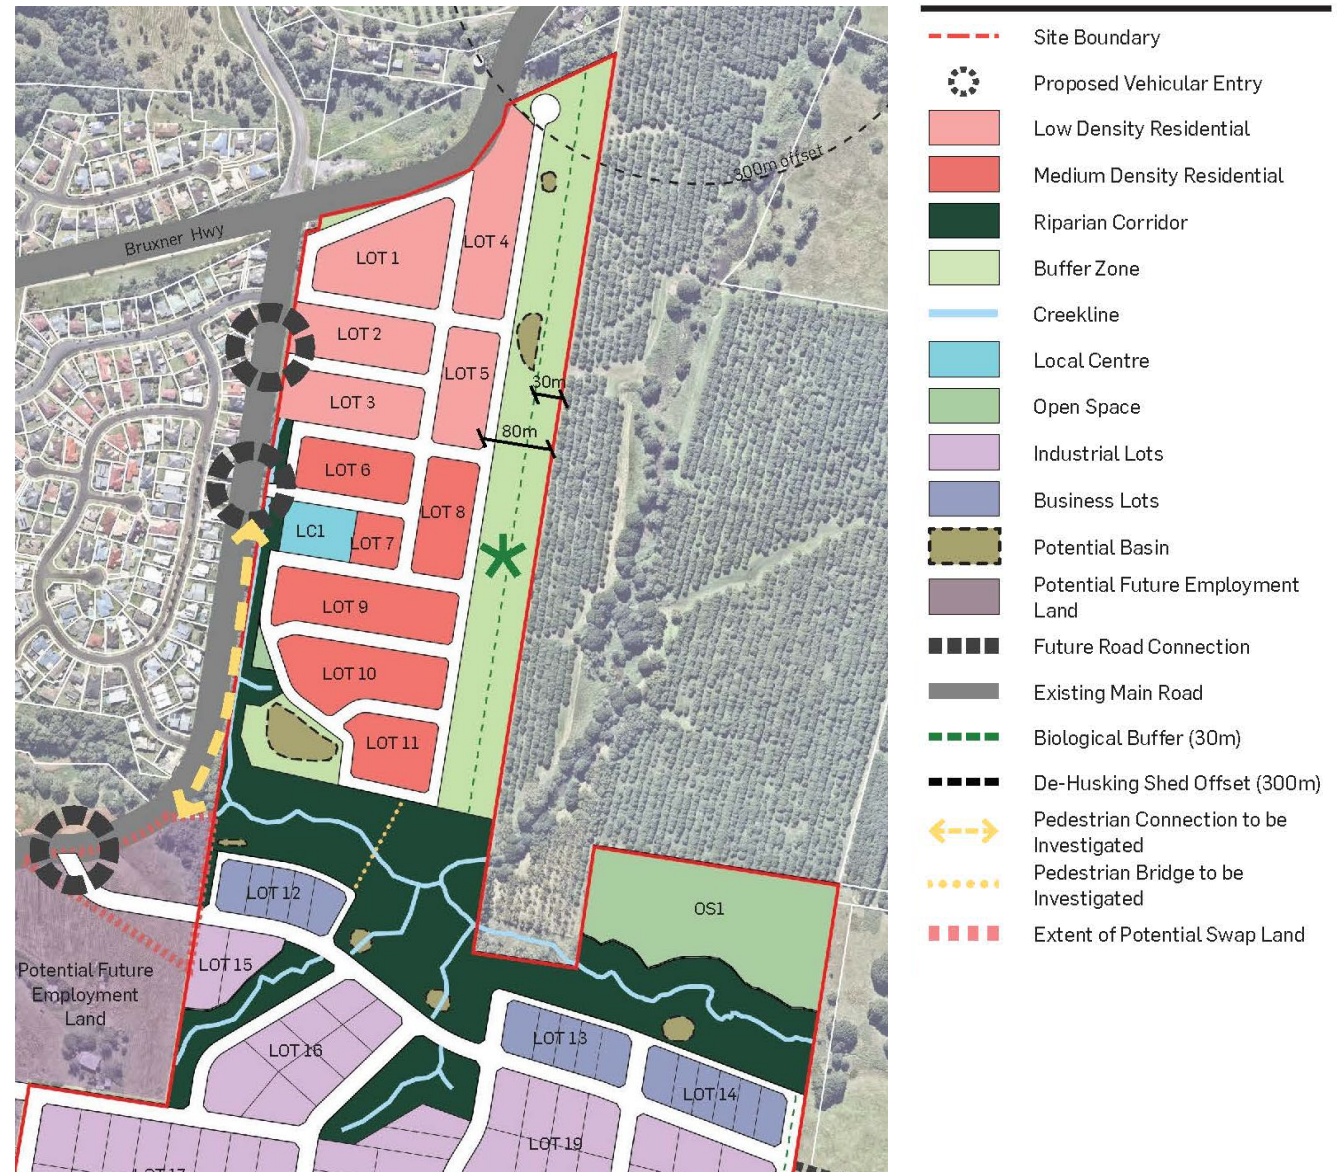 300m offset
Bruxner Hwy
LOT 1
LOT 4
LOT 2
LOT 5
LOT 3
30m
80m
LOT 6
LOT 8
LC1
LOT 7
LOT 9
LOT 10
LOT 11
LOT 12
OS1
LOT 15
Potential Future
Employment
Land
LOT 16
LOT 13
LOT 14
LOT 19
LOT 17
Site Boundary
Proposed Vehicular Entry
Low Density Residential
Medium Density Residential
Riparian Corridor
Buffer Zone
Creekline
Local Centre
Open Space
Industrial Lots
Business Lots
Potential Basin
Potential Future Employment
Land
Future Road Connection
Existing Main Road
Biological Buffer (30m)
De-Husking Shed Offset (300m)
Pedestrian Connection to be
Investigated
Pedestrian Bridge to be
Investigated
Extent of Potential Swap Land